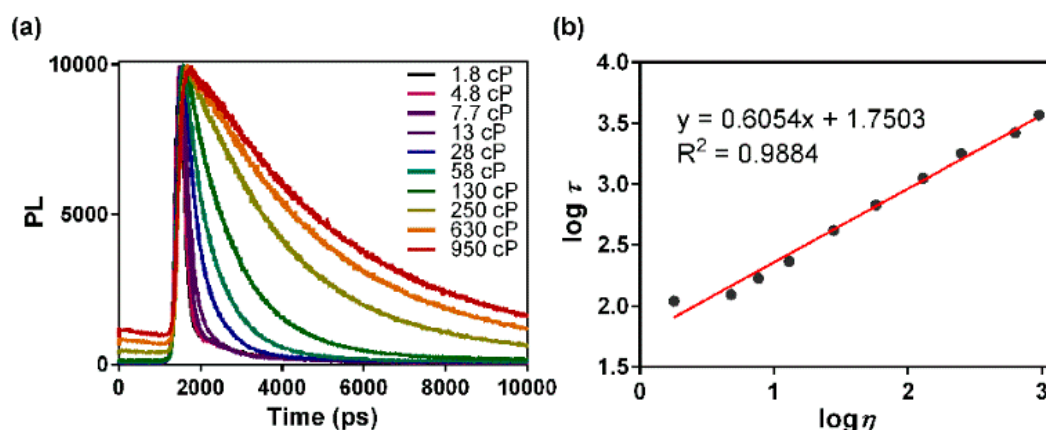 (a)
10000
5000
0
PL
1.8 cP
4.8 cP
7.7 cP
13 cP
28 cP
58 cP
130 cP
250 cP
630 cP
950 cP
0 2000 4000 6000 8000 10000
Time (ps)
(b)
4.0
3.5
3.0
2.5
2.0
1.5
log τ
y = 0.6054x + 1.7503
R² = 0.9884
0 1 2 3
log η